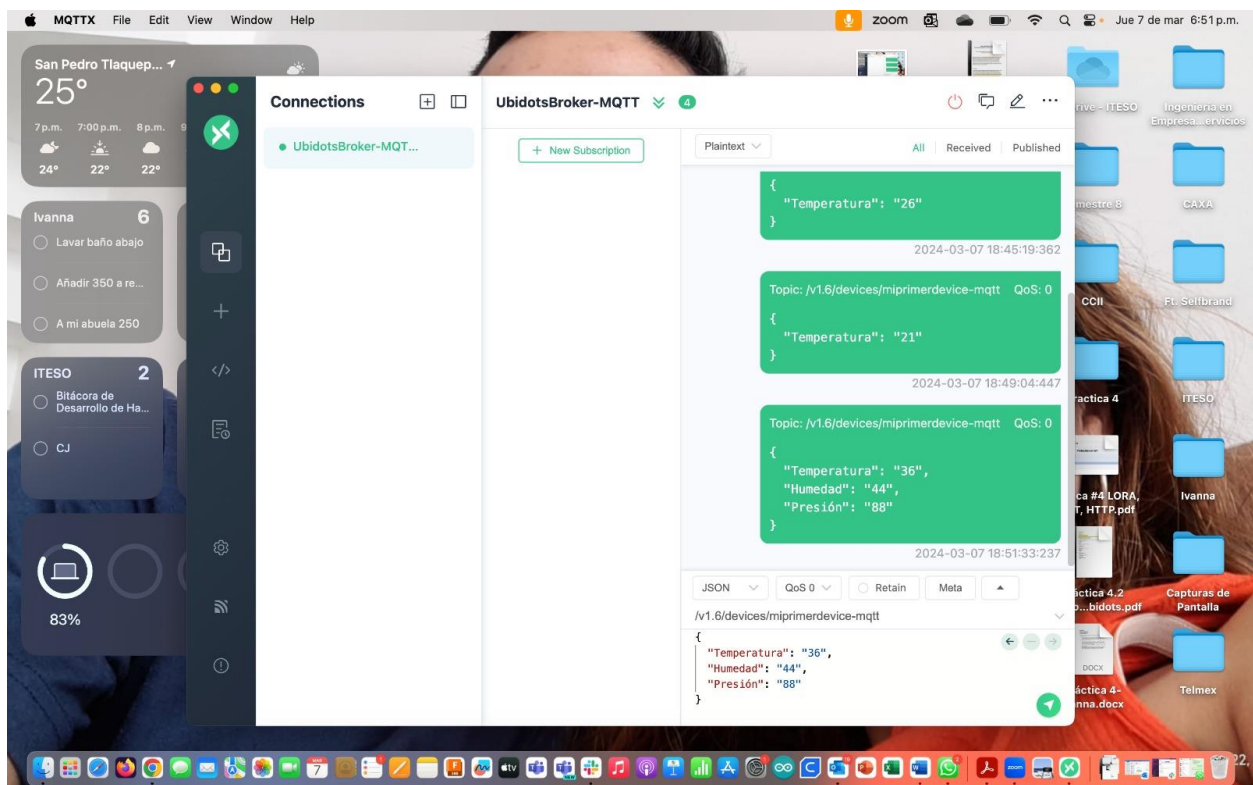 MQTTX File Edit View Window Help
zoom Jue 7 de mar 6:51 p.m.
San Pedro Tlaquep...
25°
7 p.m. 7:00 p.m. 8 p.m. 9
24° 22° 22°
Ivanna 6
Lavar baño abajo
Añadir 350 a re...
A mi abuela 250
ITESO 2
Bitácora de
Desarrollo de Ha...
CJ
83%
Connections
UbidotsBroker-MQT...
UbidotsBroker-MQTT 4
+ New Subscription
Plaintext All Received Published
{
"Temperatura": "26"
}
2024-03-07 18:45:19:362
Topic: /v1.6/devices/miprimerdevice-mqtt QoS: 0
{
"Temperatura": "21"
}
2024-03-07 18:49:04:447
Topic: /v1.6/devices/miprimerdevice-mqtt QoS: 0
{
"Temperatura": "36",
"Humedad": "44",
"Presión": "88"
}
2024-03-07 18:51:33:237
JSON QoS 0 Retain Meta
/v1.6/devices/miprimerdevice-mqtt
{
"Temperatura": "36",
"Humedad": "44",
"Presión": "88"
}
rive - ITESO
Ingeniería en
Empresa...ervicios
mestre 8
CAXA
CCII
Ft. Selfbrand
ractica 4
ITESO
ca #4 LORA,
T, HTTP.pdf
Ivanna
áctica 4.2
o...bidots.pdf
Capturas de
Pantalla
DOCX
áctica 4-
nna.docx
Telmex
22,